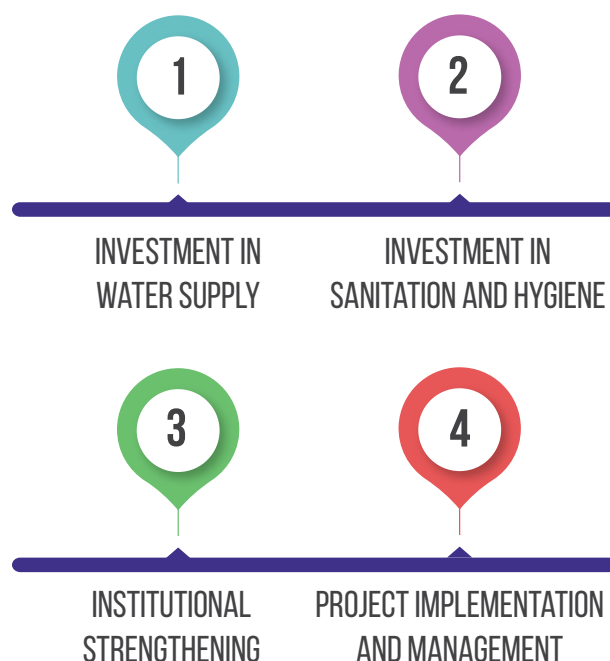 1
2
INVESTMENT IN
WATER SUPPLY
INVESTMENT IN
SANITATION AND HYGIENE
3
4
INSTITUTIONAL
STRENGTHENING
PROJECT IMPLEMENTATION
AND MANAGEMENT